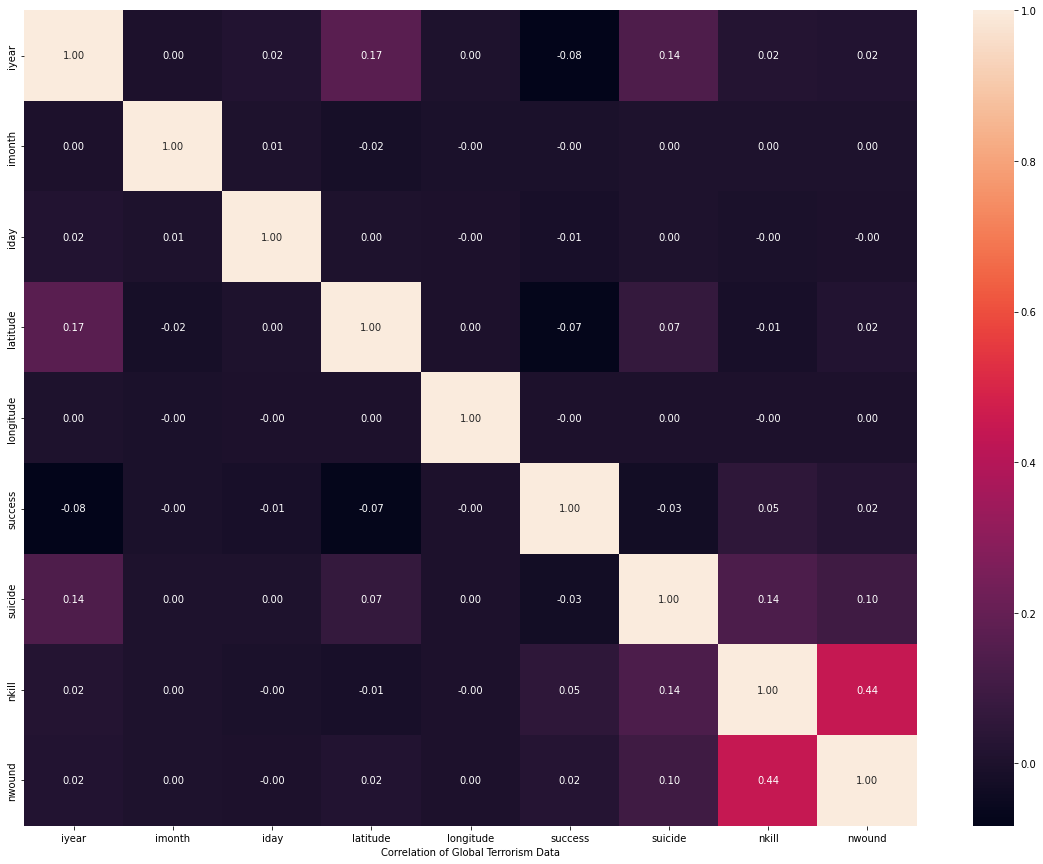 1.0
iyear 1.00 0.00 0.02 0.17 0.00 -0.08 0.14 0.02 0.02
imonth 0.00 1.00 0.01 -0.02 -0.00 -0.00 0.00 0.00 0.00
0.8
iday 0.02 0.01 1.00 0.00 -0.00 -0.01 0.00 -0.00 -0.00
latitude 0.17 -0.02 0.00 1.00 0.00 -0.07 0.07 -0.01 0.02
0.6
longitude 0.00 -0.00 -0.00 0.00 1.00 -0.00 0.00 -0.00 0.00
0.4
success -0.08 -0.00 -0.01 -0.07 -0.00 1.00 -0.03 0.05 0.02
suicide 0.14 0.00 0.00 0.07 0.00 -0.03 1.00 0.14 0.10
0.2
nkill 0.02 0.00 -0.00 -0.01 -0.00 0.05 0.14 1.00 0.44
0.0
nwound 0.02 0.00 -0.00 0.02 0.00 0.02 0.10 0.44 1.00
iyear imonth iday latitude longitude success suicide nkill nwound
Correlation of Global Terrorism Data